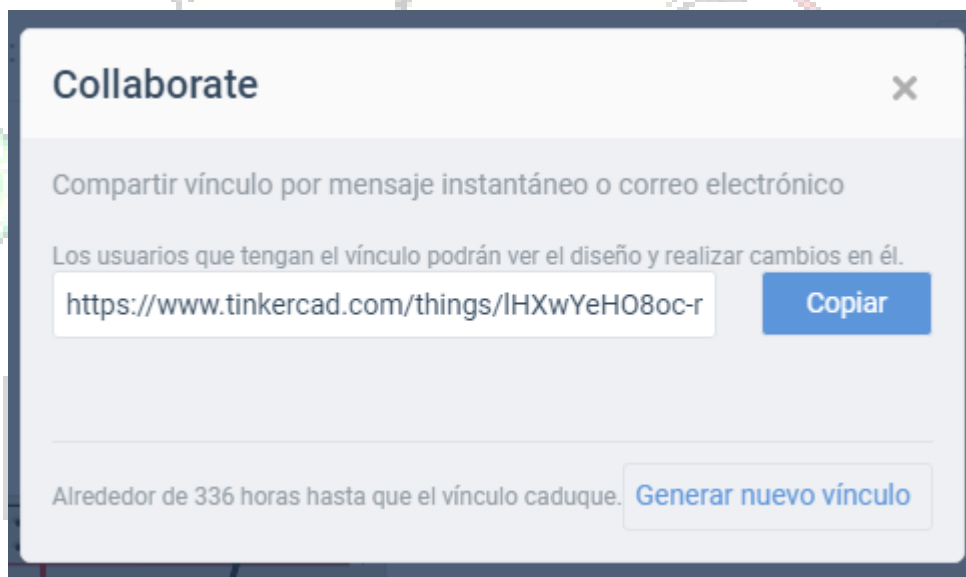 Collaborate
Compartir vínculo por mensaje instantáneo o correo electrónico
Los usuarios que tengan el vínculo podrán ver el diseño y realizar cambios en él.
https://www.tinkercad.com/things/lHXwYeHO8oc-r
Copiar
Alrededor de 336 horas hasta que el vínculo caduque.
Generar nuevo vínculo